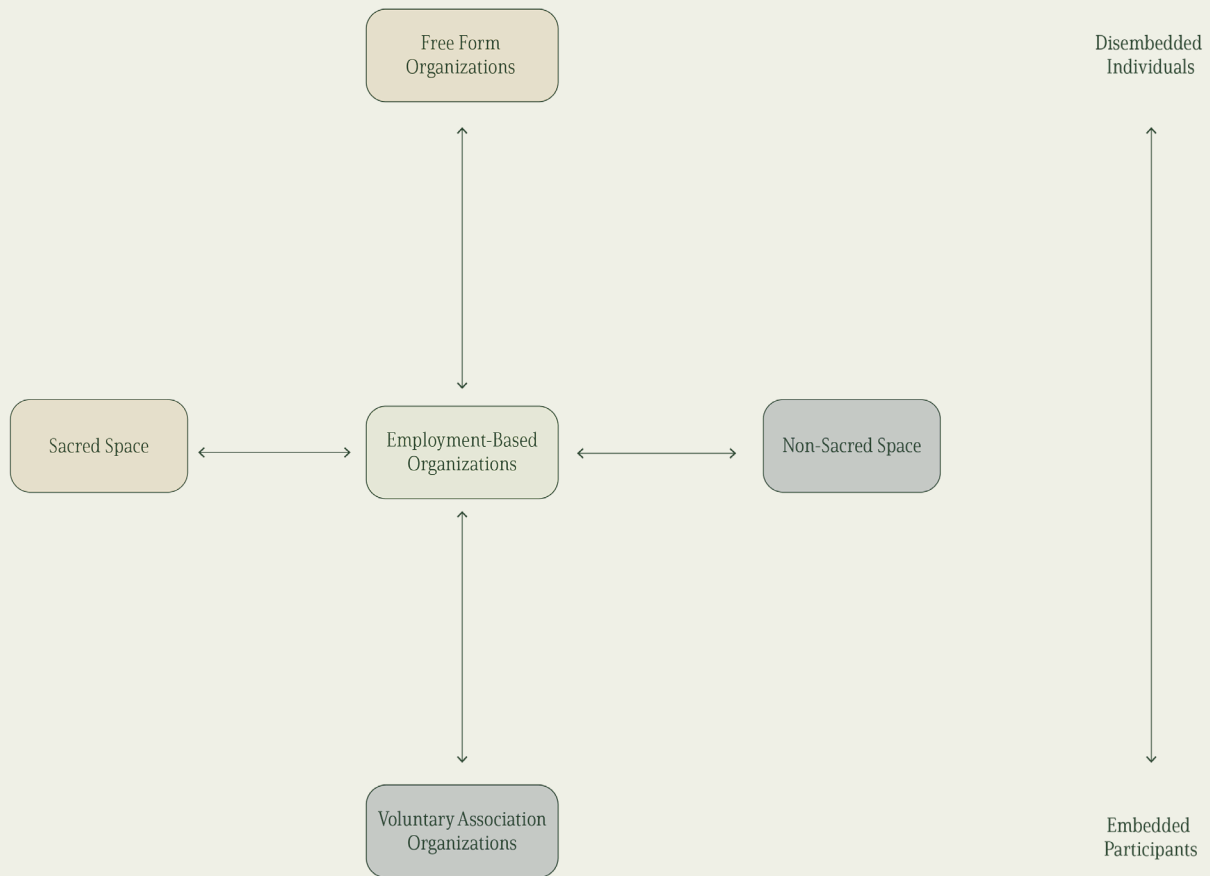 Free Form
Organizations
Disembedded
Individuals
Sacred Space
Employment-Based
Organizations
Non-Sacred Space
Voluntary Association
Organizations
Embedded
Participants